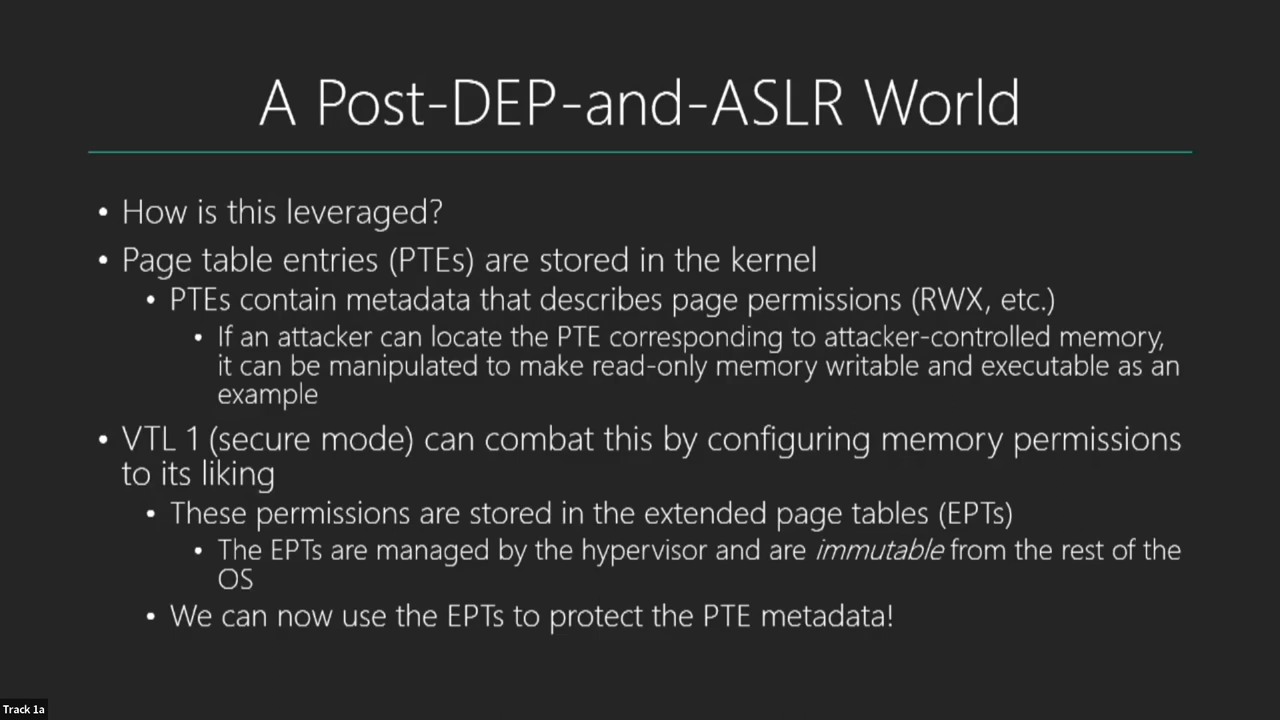 A Post-DEP-and-ASLR World
• How is this leveraged?
• Page table entries (PTEs) are stored in the kernel
• PTEs contain metadata that describes page permissions (RWX, etc.)
• If an attacker can locate the PTE corresponding to attacker-controlled memory,
it can be manipulated to make read-only memory writable and executable as an
example
• VTL 1 (secure mode) can combat this by configuring memory permissions
to its liking
• These permissions are stored in the extended page tables (EPTs)
• The EPTs are managed by the hypervisor and are immutable from the rest of the
OS
• We can now use the EPTs to protect the PTE metadata!
Track 1a